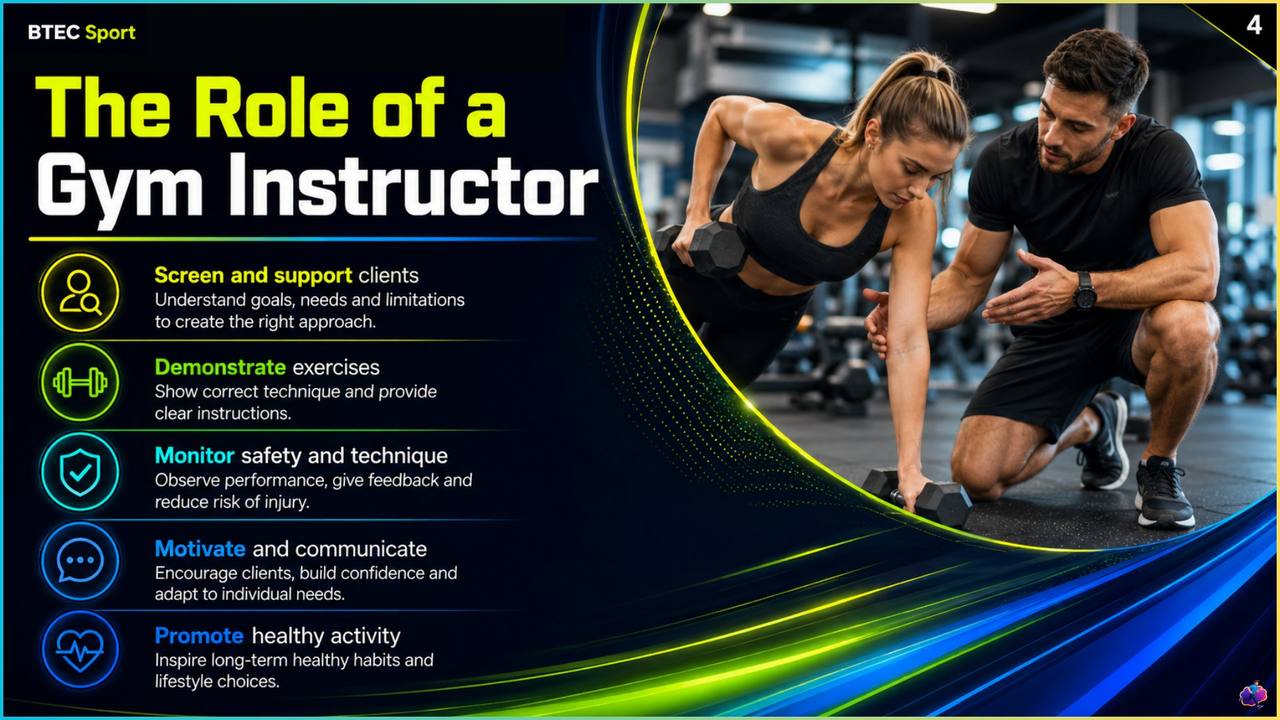 BTEC Sport
4
The Role of a
Gym Instructor
Screen and support clients
Understand goals, needs and limitations
to create the right approach.
Demonstrate exercises
Show correct technique and provide
clear instructions.
Monitor safety and technique
Observe performance, give feedback and
reduce risk of injury.
Motivate and communicate
Encourage clients, build confidence and
adapt to individual needs.
Promote healthy activity
Inspire long-term healthy habits and
lifestyle choices.